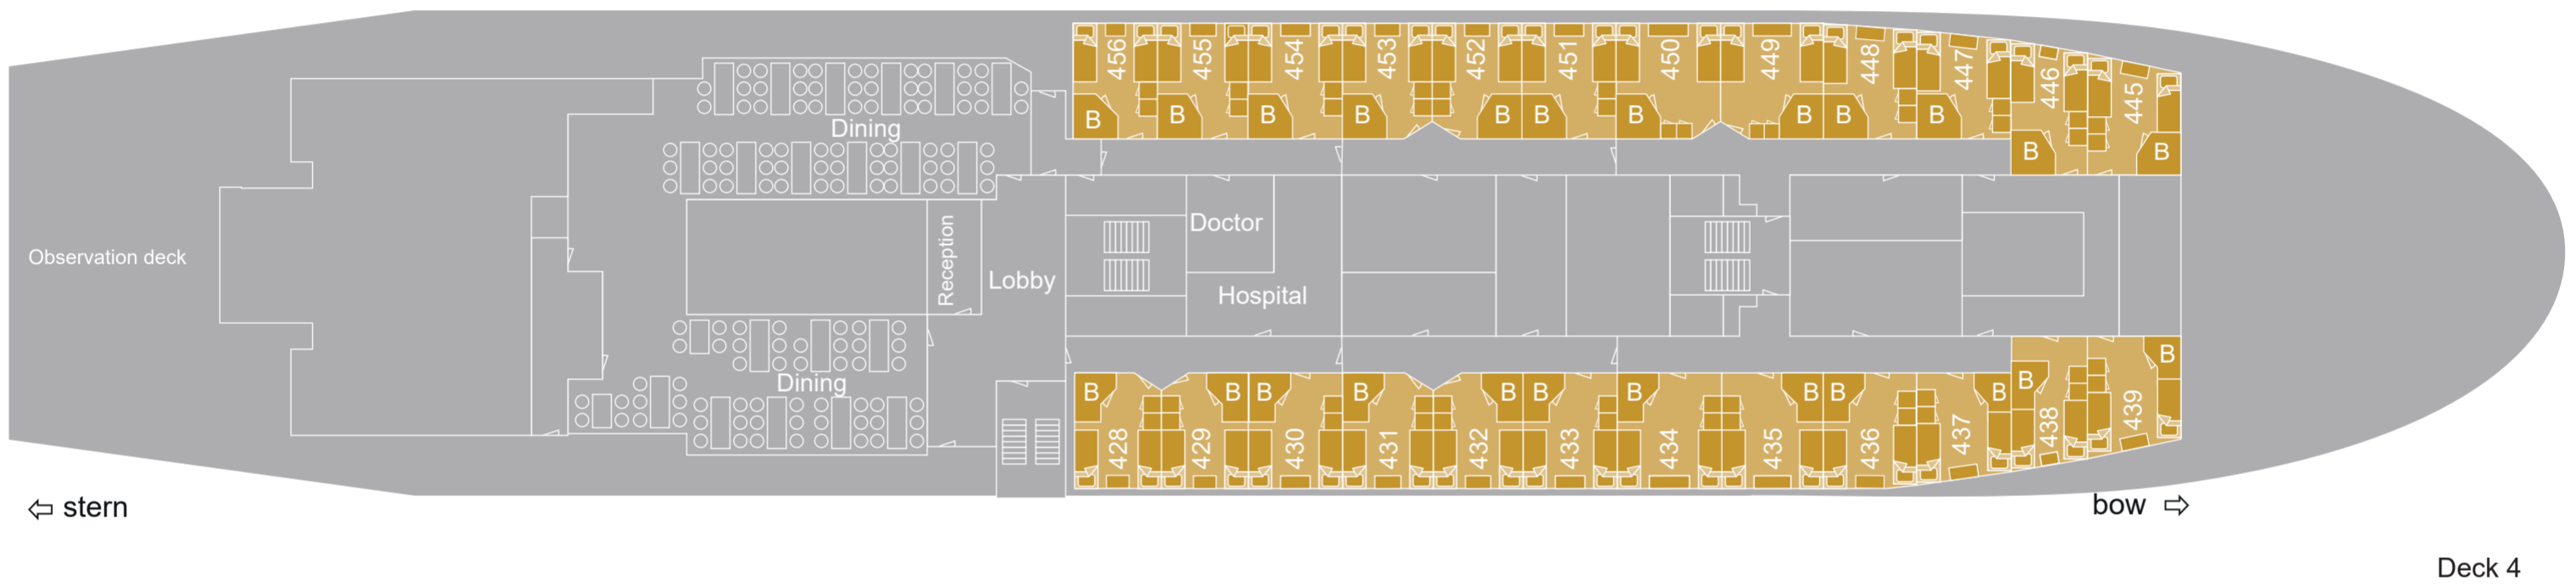 456 455 454 453 452 451 450 449 448 447 446 445
B B B B B B B B B B B B
Dining
Doctor
Reception
Observation deck
Lobby
Hospital
Dining
B B B B B B B B B B B B
428 429 430 431 432 433 434 435 436 437 438 439
stern
bow
Deck 4